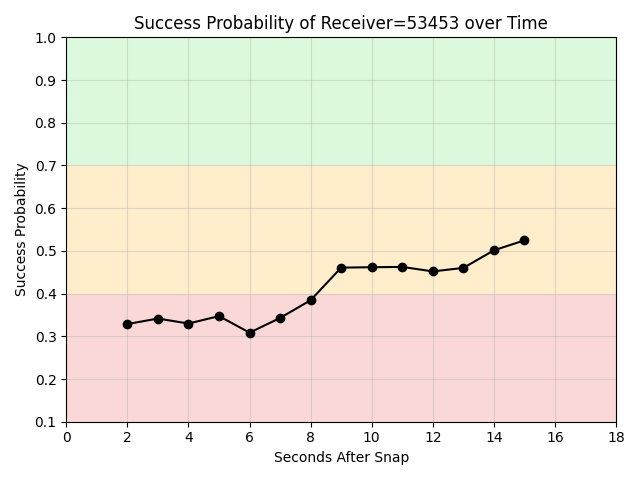 Success Probability of Receiver=53453 over Time
1.0
0.9
0.8
0.7
0.6
0.5
0.4
0.3
0.2
0.1
Success Probability
0 2 4 6 8 10 12 14 16 18
Seconds After Snap